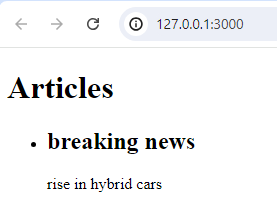 127.0.0.1:3000
Articles
breaking news
rise in hybrid cars